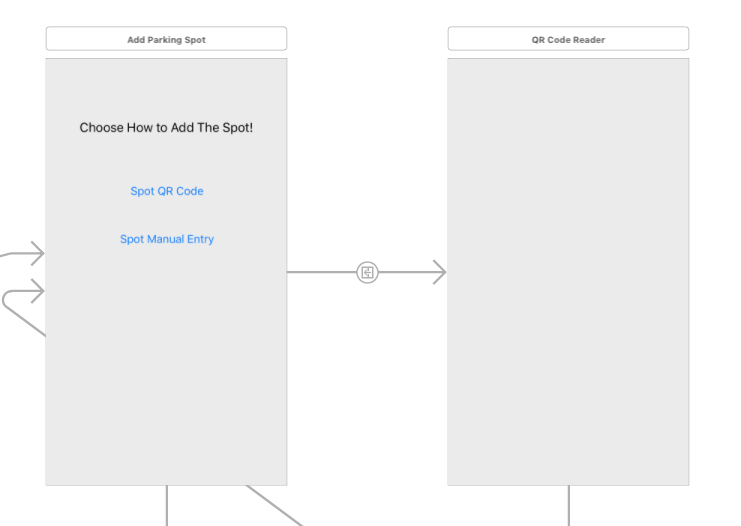 Add Parking Spot
QR Code Reader
Choose How to Add The Spot!
Spot QR Code
Spot Manual Entry